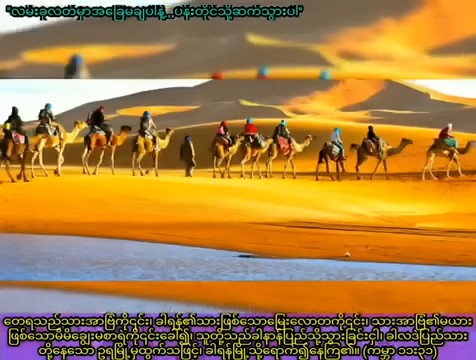 "လမ်းခုလတ်မှာအခြေမချပါနဲ့...ပန်းတိုင်သို့ဆက်သွားပါ"
တေရသည်သားအာဗြံကို၎င်း၊ ခါရန်၏သားဖြစ်သောမြေးလောတကို၎င်း၊ သားအာဗြံ၏မယား
ဖြစ်သောမိမိချွေးမစာရဲကို၎င်းခေါ်၍၊ သူတို့သည်ခါနာန်ပြည်သို့သွားခြင်းငှါ၊ ခါလဒဲပြည်သား
တို့နေသော ဥရမြို့မှထွက်သဖြင့်၊ ခါရန်မြို့သို့ရောက်၍နေကြ၏။ (ကမ္ဘာ ၁၁း၃၁)